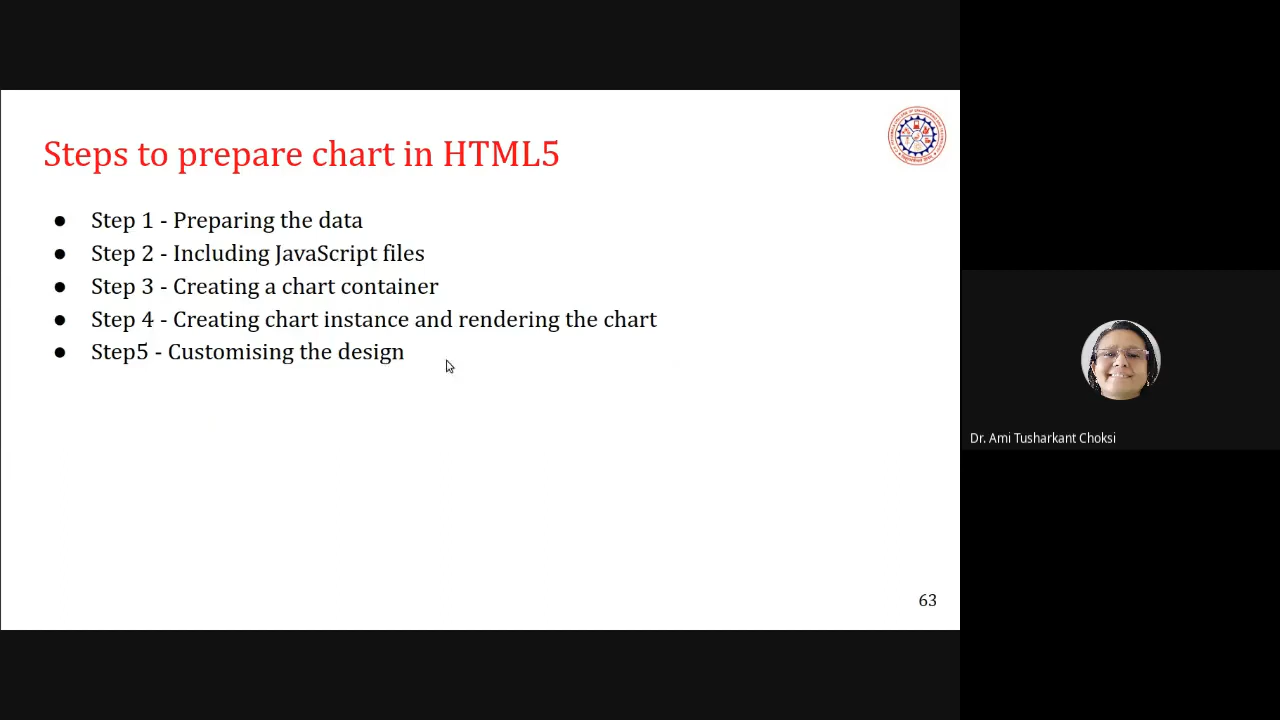 Steps to prepare chart in HTML5
● Step 1 - Preparing the data
● Step 2 - Including JavaScript files
● Step 3 - Creating a chart container
● Step 4 - Creating chart instance and rendering the chart
● Step5 - Customising the design
63
Dr. Ami Tusharkant Choksi